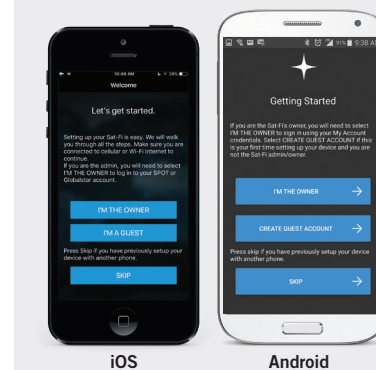 10:49 AM 38%
Welcome
Let's get started.
Setting up your Sat-Fi is easy. We will walk
you through all the steps. Make sure you are
connected to cellular or Wi-Fi Internet to
continue.
If you are the admin, you will need to select
I'M THE OWNER to log in to your SPOT or
Globalstar account.
I'M THE OWNER
I'M A GUEST
Press Skip if you have previously setup your
device with another phone.
SKIP
iOS
91% 9:38 AM
Getting Started
If you are the Sat-Fi's owner, you will need to select
I'M THE OWNER to sign in using your My Account
credentials. Select CREATE GUEST ACCOUNT if this
is your first time setting up your device and you are
not the Sat-Fi admin/owner.
I'M THE OWNER
CREATE GUEST ACCOUNT
Press skip if you have previously setup your device
with another phone.
SKIP
Android